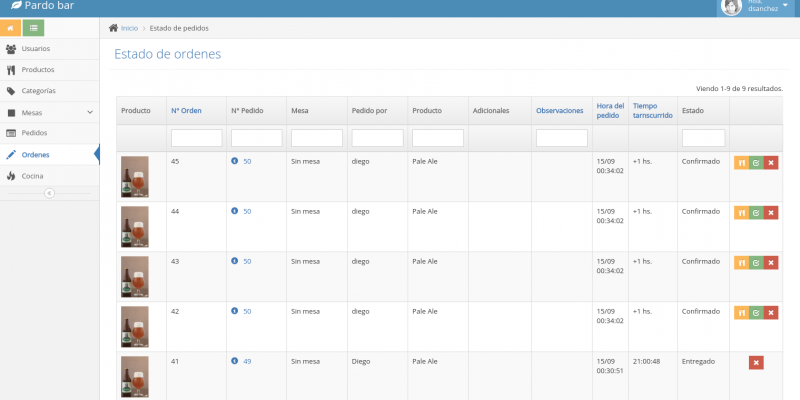 Pardo bar
Hola,
dsanchez
Inicio
Estado de pedidos
Usuarios
Productos
Categorías
Mesas
Pedidos
Ordenes
Cocina
Estado de ordenes
Viendo 1-9 de 9 resultados.
Producto N° Orden N° Pedido Mesa Pedido por Producto Adicionales Observaciones Hora del pedido Tiempo tarnscurrido Estado
45 50 Sin mesa diego Pale Ale 15/09 00:34:02 +1 hs. Confirmado
44 50 Sin mesa diego Pale Ale 15/09 00:34:02 +1 hs. Confirmado
43 50 Sin mesa diego Pale Ale 15/09 00:34:02 +1 hs. Confirmado
42 50 Sin mesa diego Pale Ale 15/09 00:34:02 +1 hs. Confirmado
41 49 Sin mesa Diego Pale Ale 15/09 00:30:51 21:00:48 Entregado